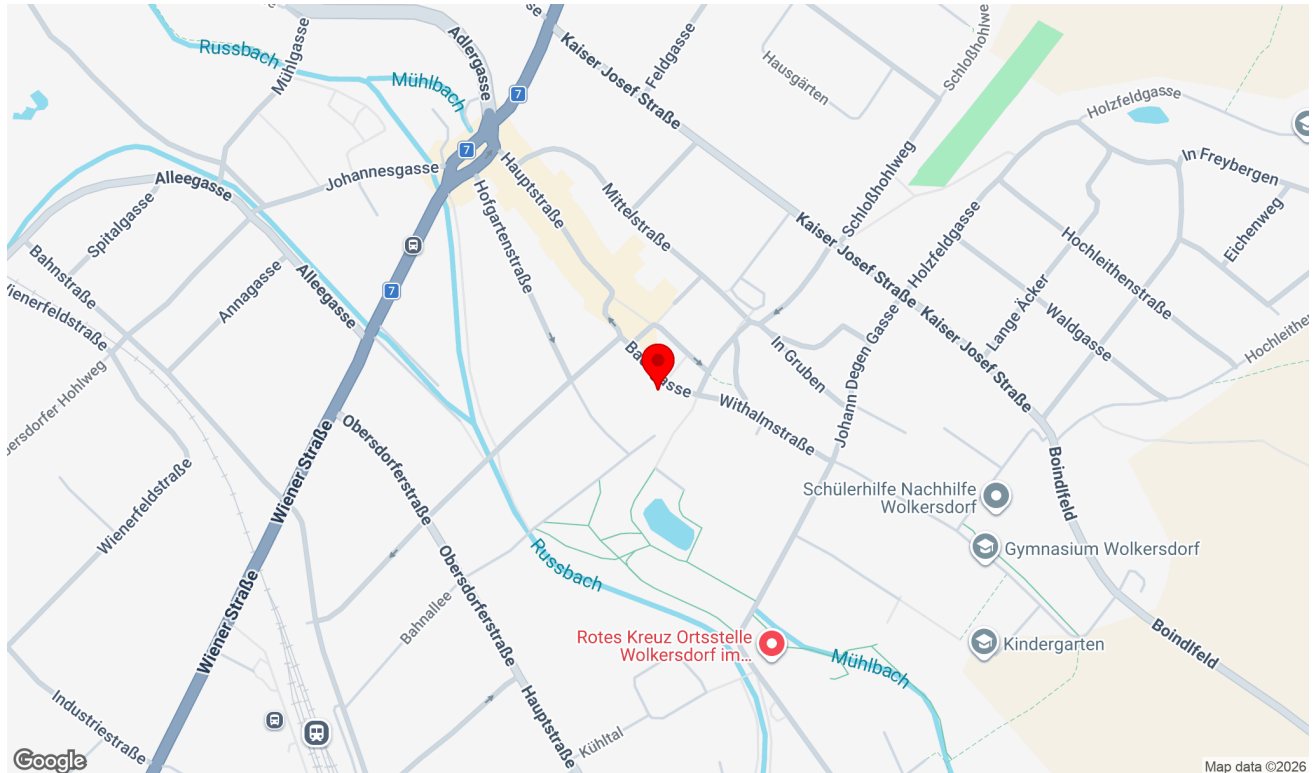 Russbach
Mühlgasse
Adlergasse
Mühlbach
7
Kaiser Josef Straße
Feldgasse
Hausgärten
Schloßhohlwe
Holzfeldgasse
In Freybergen
7
Johannesgasse
Hauptstraße
Hofgartenstraße
Mittelstraße
Schloßhohlweg
Alleegasse
Spitalgasse
Bahnstraße
Annagasse
Alleegasse
7
Kaiser Josef Straße
Holzfeldgasse
Kaiser Josef Straße
Hochleithenstraße
Eichenweg
Lange Äcker
Waldgasse
Hochleithe
Wienerfeldstraße
bersdorfer Hohlweg
In Gruben
Johann Degen Gasse
Withalmstraße
Wiener Straße
Obersdorferstraße
Wienerfeldstraße
Boindlfeld
Schülerhilfe Nachhilfe
Wolkersdorf
Gymnasium Wolkersdorf
Russbach
Obersdorferstraße
Bahnallee
Wiener Straße
Rotes Kreuz Ortsstelle
Wolkersdorf im...
Mühlbach
Kindergarten
Boindlfeld
Hauptstraße
Kühltal
Industriestraße
Google
Map data ©2026